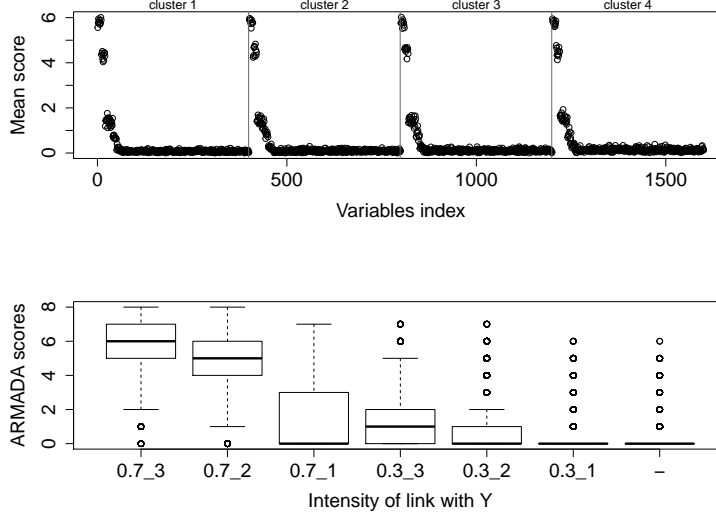 cluster 1 cluster 2 cluster 3 cluster 4
6
4
2
0
Mean score
0 500 1000 1500
Variables index
8
6
4
2
0
ARMADA scores
0.7_3 0.7_2 0.7_1 0.3_3 0.3_2 0.3_1 –
Intensity of link with Y